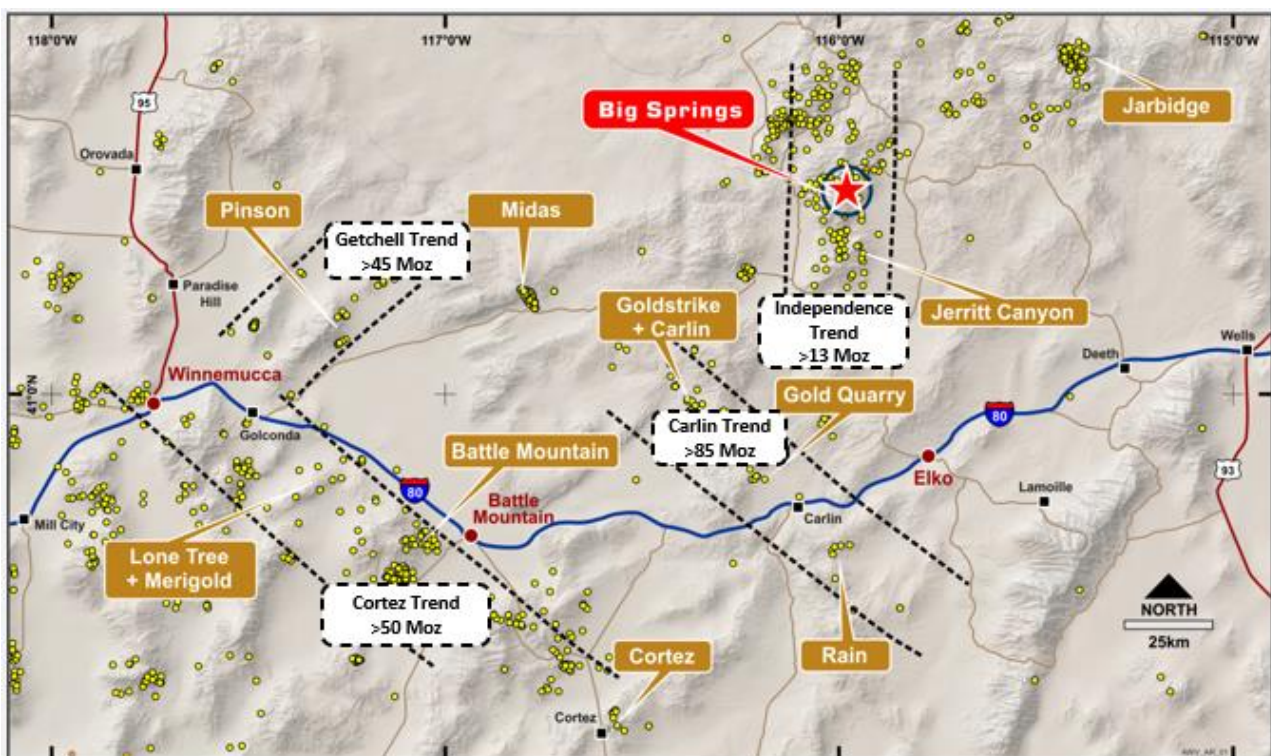 118°0'W
117°0'W
116°0'W
115°0'W
95
Big Springs
Jarbidge
Orovada
Pinson
Midas
Getchell Trend
>45 Moz
Paradise
Hill
Goldstrike
+ Carlin
Independence
Trend
>13 Moz
Jerritt Canyon
Wells
Deeth
41°0'N
Winnemucca
Gold Quarry
80
Golconda
Carlin Trend
>85 Moz
Battle Mountain
Elko
93
80
Lamoille
Battle
Mountain
Carlin
Mill City
Lone Tree
+ Merigold
Cortez Trend
>50 Moz
NORTH
25km
Cortez
Rain
Cortez